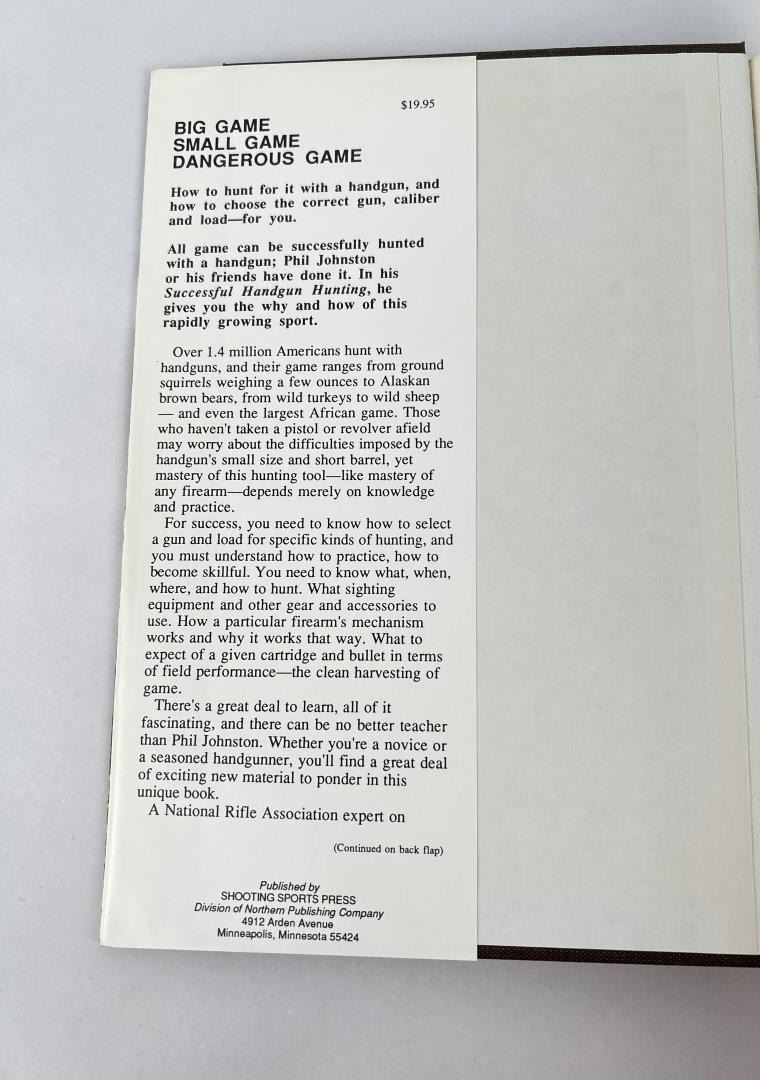 $19.95
BIG GAME
SMALL GAME
DANGEROUS GAME
How to hunt for it with a handgun, and
how to choose the correct gun, caliber
and load—for you.
All game can be successfully hunted
with a handgun; Phil Johnston
or his friends have done it. In his
Successful Handgun Hunting, he
gives you the why and how of this
rapidly growing sport.
Over 1.4 million Americans hunt with
handguns, and their game ranges from ground
squirrels weighing a few ounces to Alaskan
brown bears, from wild turkeys to wild sheep
— and even the largest African game. Those
who haven't taken a pistol or revolver afield
may worry about the difficulties imposed by the
handgun's small size and short barrel, yet
mastery of this hunting tool—like mastery of
any firearm—depends merely on knowledge
and practice.
For success, you need to know how to select
a gun and load for specific kinds of hunting, and
you must understand how to practice, how to
become skillful. You need to know what, when,
where, and how to hunt. What sighting
equipment and other gear and accessories to
use. How a particular firearm's mechanism
works and why it works that way. What to
expect of a given cartridge and bullet in terms
of field performance—the clean harvesting of
game.
There's a great deal to learn, all of it
fascinating, and there can be no better teacher
than Phil Johnston. Whether you're a novice or
a seasoned handgunner, you'll find a great deal
of exciting new material to ponder in this
unique book.
A National Rifle Association expert on
(Continued on back flap)
Published by
SHOOTING SPORTS PRESS
Division of Northern Publishing Company
4912 Arden Avenue
Minneapolis, Minnesota 55424